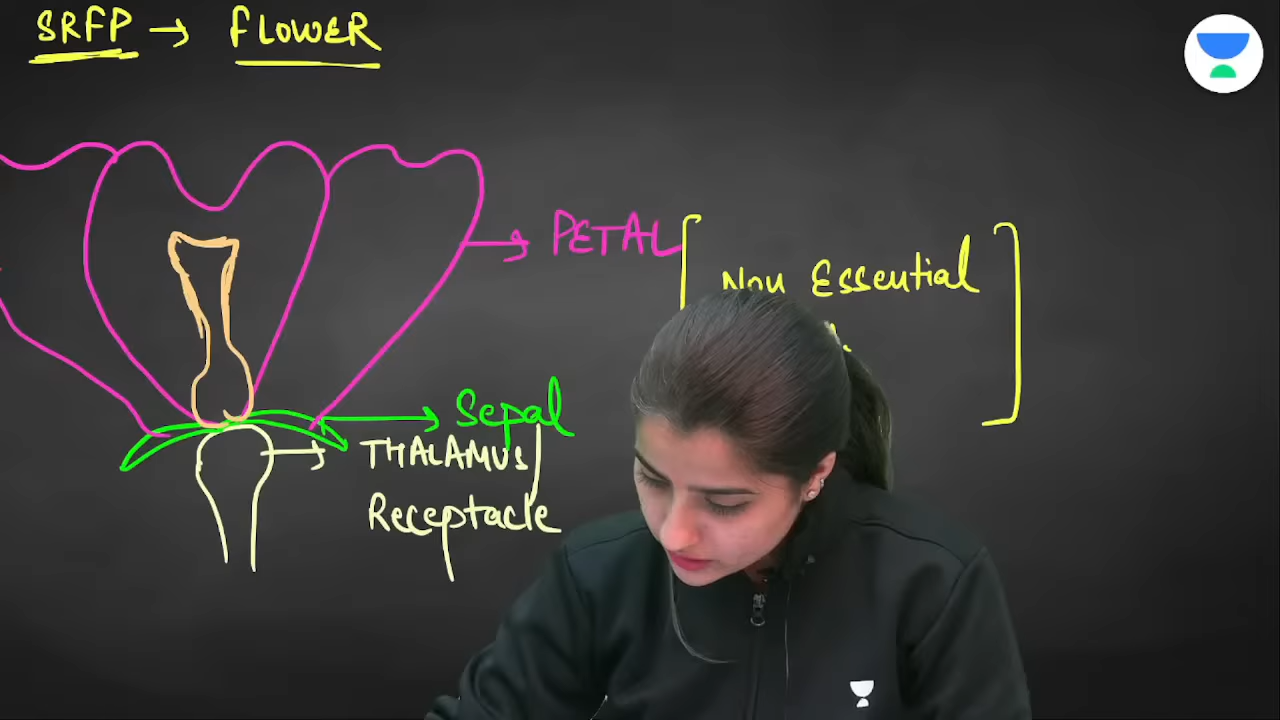 SRFP → FLOWER
PETAL
Non Essential
Sepal
THALAMUS/
Receptacle